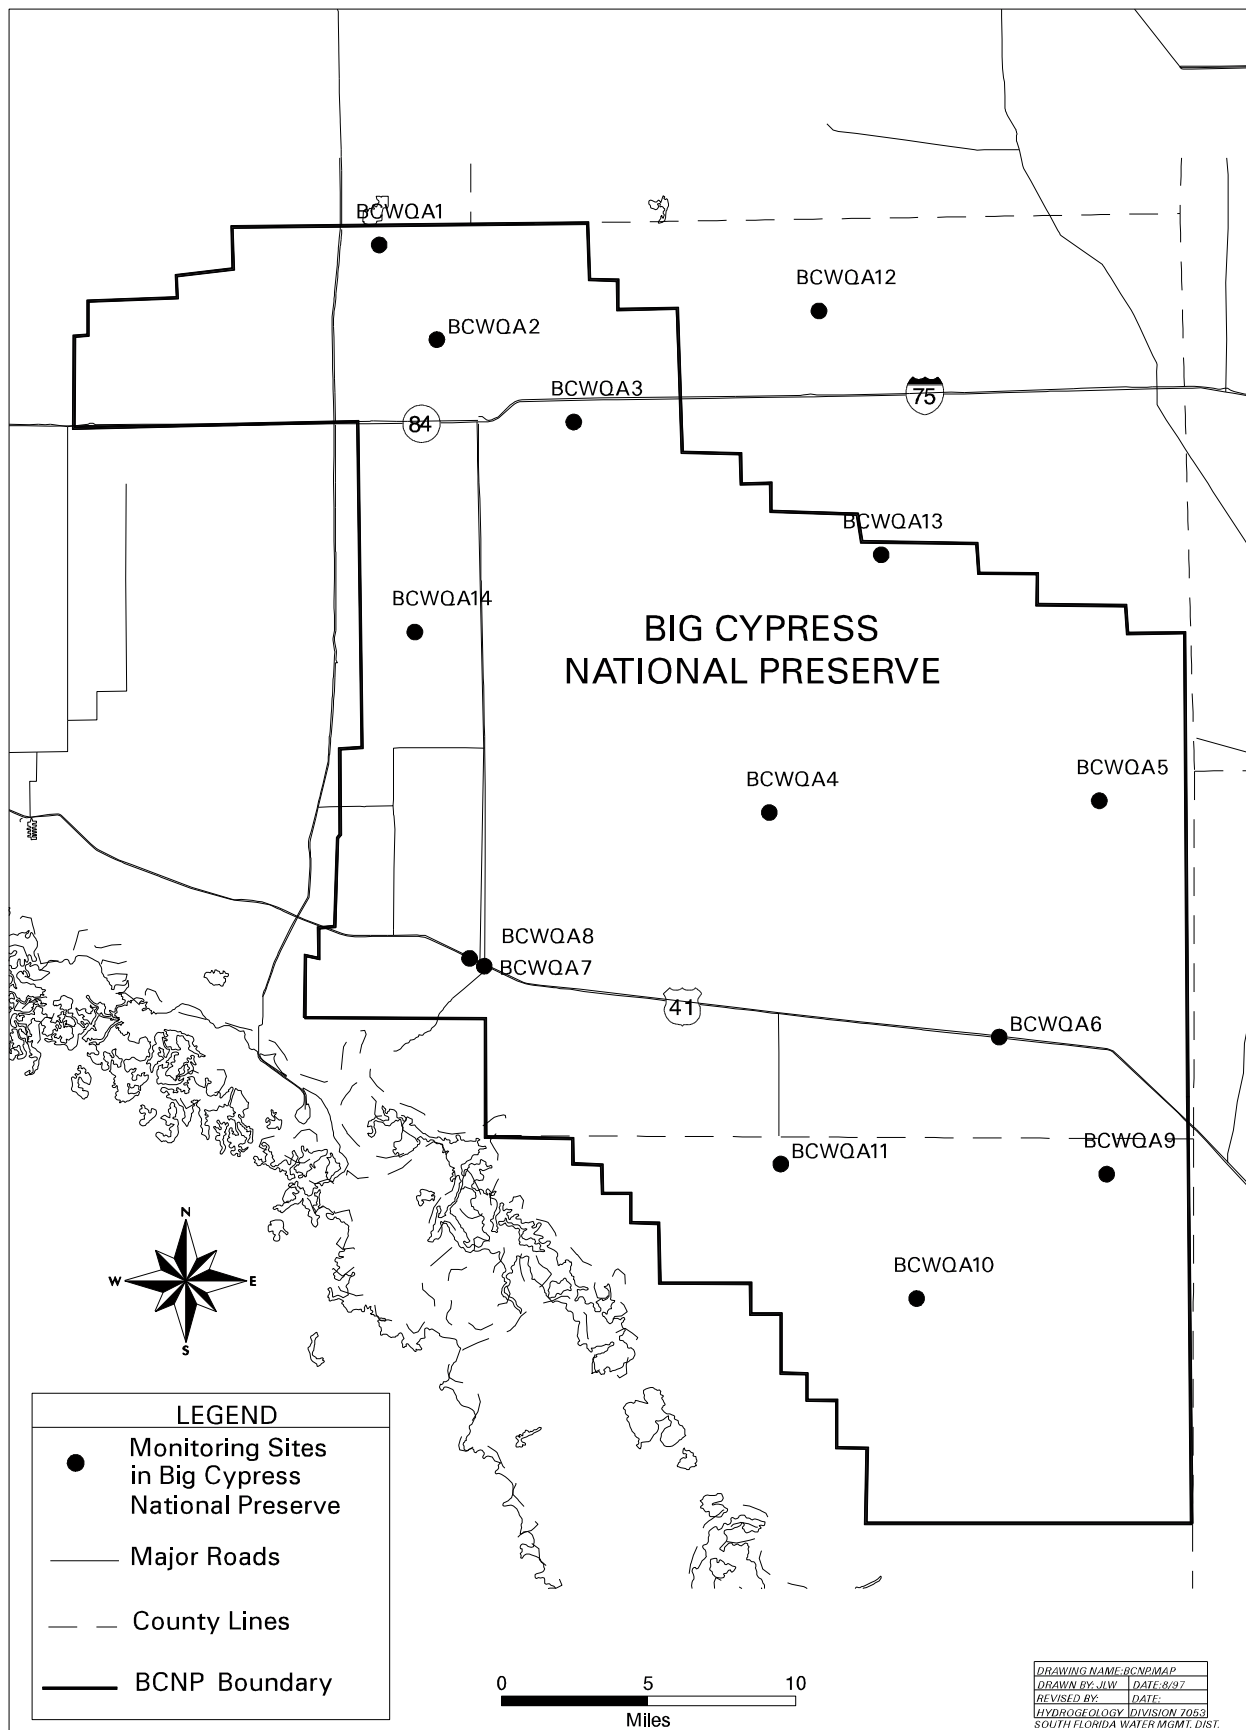 BCWQA1
BCWQA12
BCWQA2
BCWQA3
75
84
BCWQA13
BCWQA14
BIG CYPRESS
NATIONAL PRESERVE
BCWQA4
BCWQA5
BCWQA8
BCWQA7
41
BCWQA6
BCWQA11
BCWQA9
BCWQA10
N
W
E
S
LEGEND
Monitoring Sites
in Big Cypress
National Preserve
Major Roads
County Lines
BCNP Boundary
0 5 10
Miles
DRAWING NAME:BCNP.MAP
DRAWN BY: JLW DATE:8/97
REVISED BY: DATE:
HYDROGEOLOGY DIVISION 7053
SOUTH FLORIDA WATER MGMT. DIST.